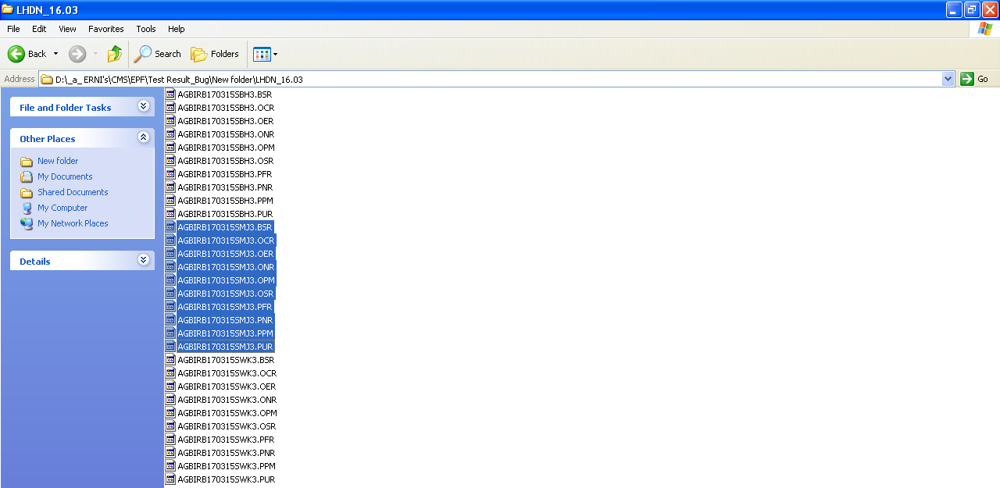 LHDN_16.03
File Edit View Favorites Tools Help
Back Search Folders
Address D:\_a_ ERNI's\CMS\EPF\Test Result_Bug\New folder\LHDN_16.03 Go
File and Folder Tasks
Other Places
New folder
My Documents
Shared Documents
My Computer
My Network Places
Details
AGBIRB170315SBH3.BSR
AGBIRB170315SBH3.OCR
AGBIRB170315SBH3.OER
AGBIRB170315SBH3.ONR
AGBIRB170315SBH3.OPM
AGBIRB170315SBH3.OSR
AGBIRB170315SBH3.PFR
AGBIRB170315SBH3.PNR
AGBIRB170315SBH3.PPM
AGBIRB170315SBH3.PUR
AGBIRB170315SMJ3.BSR
AGBIRB170315SMJ3.OCR
AGBIRB170315SMJ3.OER
AGBIRB170315SMJ3.ONR
AGBIRB170315SMJ3.OPM
AGBIRB170315SMJ3.OSR
AGBIRB170315SMJ3.PFR
AGBIRB170315SMJ3.PNR
AGBIRB170315SMJ3.PPM
AGBIRB170315SMJ3.PUR
AGBIRB170315SWK3.BSR
AGBIRB170315SWK3.OCR
AGBIRB170315SWK3.OER
AGBIRB170315SWK3.ONR
AGBIRB170315SWK3.OPM
AGBIRB170315SWK3.OSR
AGBIRB170315SWK3.PFR
AGBIRB170315SWK3.PNR
AGBIRB170315SWK3.PPM
AGBIRB170315SWK3.PUR